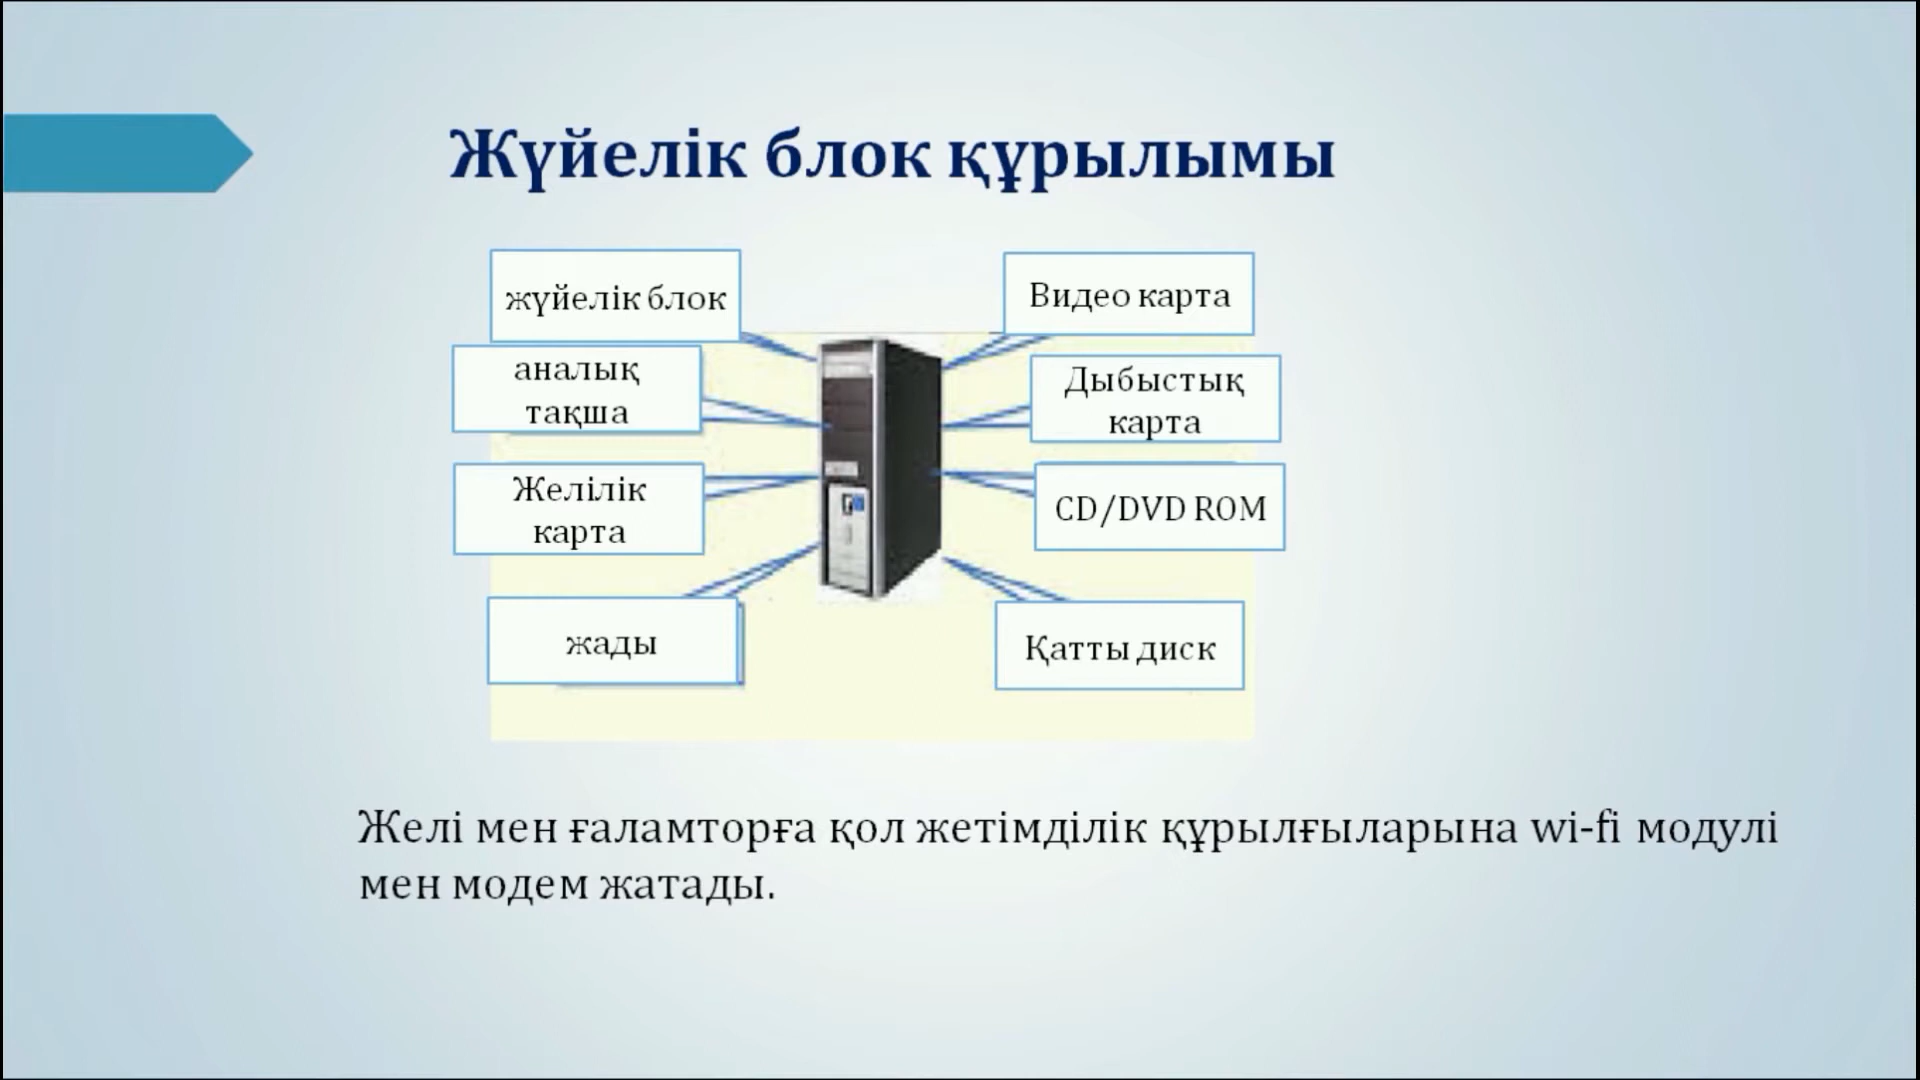 Жүйелік блок құрылымы
жүйелік блок
Видео карта
аналық
тақша
Дыбыстық
карта
Желілік
карта
CD/DVD ROM
жады
Қатты диск
Желі мен ғаламторға қол жетімділік құрылғыларына wi-fi модулі
мен модем жатады.